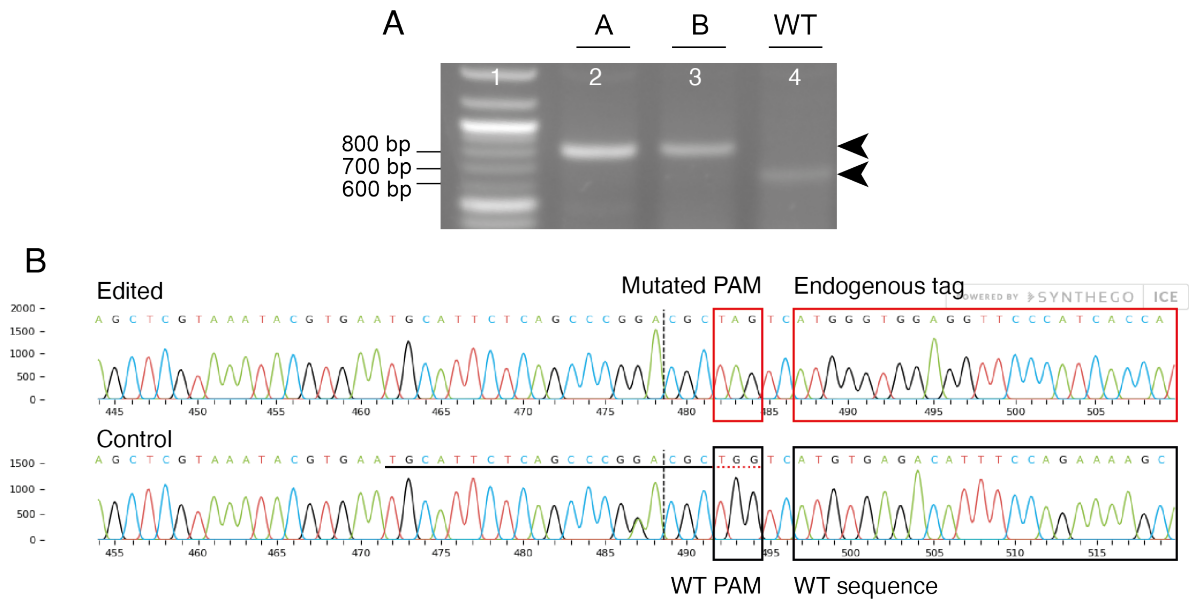 A
A B WT
1 2 3 4
800 bp
700 bp
600 bp
B
Edited
Mutated PAM
Endogenous tag
POWERED BY SYNTHEGO ICE
2000
1500
1000
500
0
A G C T C G T A A A T A C G T G A A T G C A T T C T C A G C C C G G A C G C T A G T C A T G G G T G G A G G T T C C C A T C A C C A
445 450 455 460 465 470 475 480 485 490 495 500 505
Control
1500
1000
500
0
A G C T C G T A A A T A C G T G A A T G C A T T C T C A G C C C G G A C G C T G G T C A T G T G A G A C A T T T C C A G A A A A G C
455 460 465 470 475 480 485 490 495 500 505 510 515
WT PAM
WT sequence